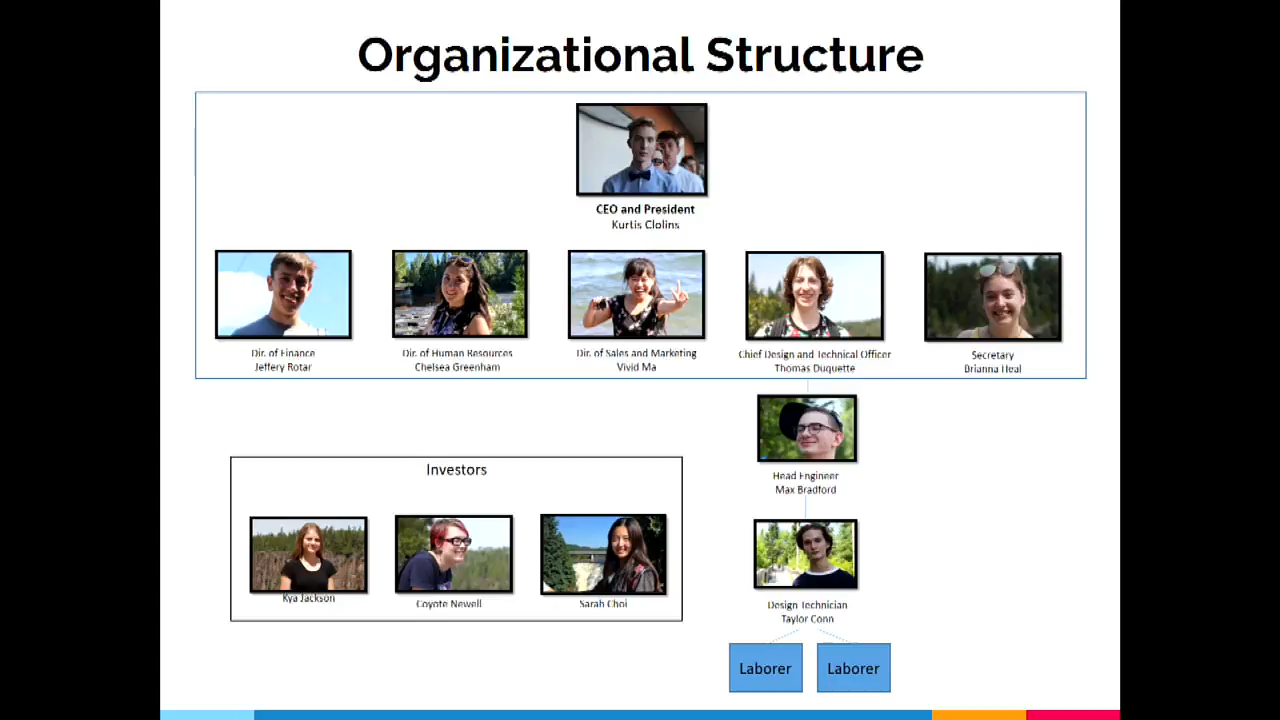 Organizational Structure
CEO and President
Kurtis Clolins
Dir. of Finance
Jeffery Rotar
Dir. of Human Resources
Chelsea Greenham
Dir. of Sales and Marketing
Vivid Ma
Chief Design and Technical Officer
Thomas Duquette
Secretary
Brianna Heal
Head Engineer
Max Bradford
Investors
Kya Jackson
Coyote Newell
Sarah Choi
Design Technician
Taylor Conn
Laborer
Laborer